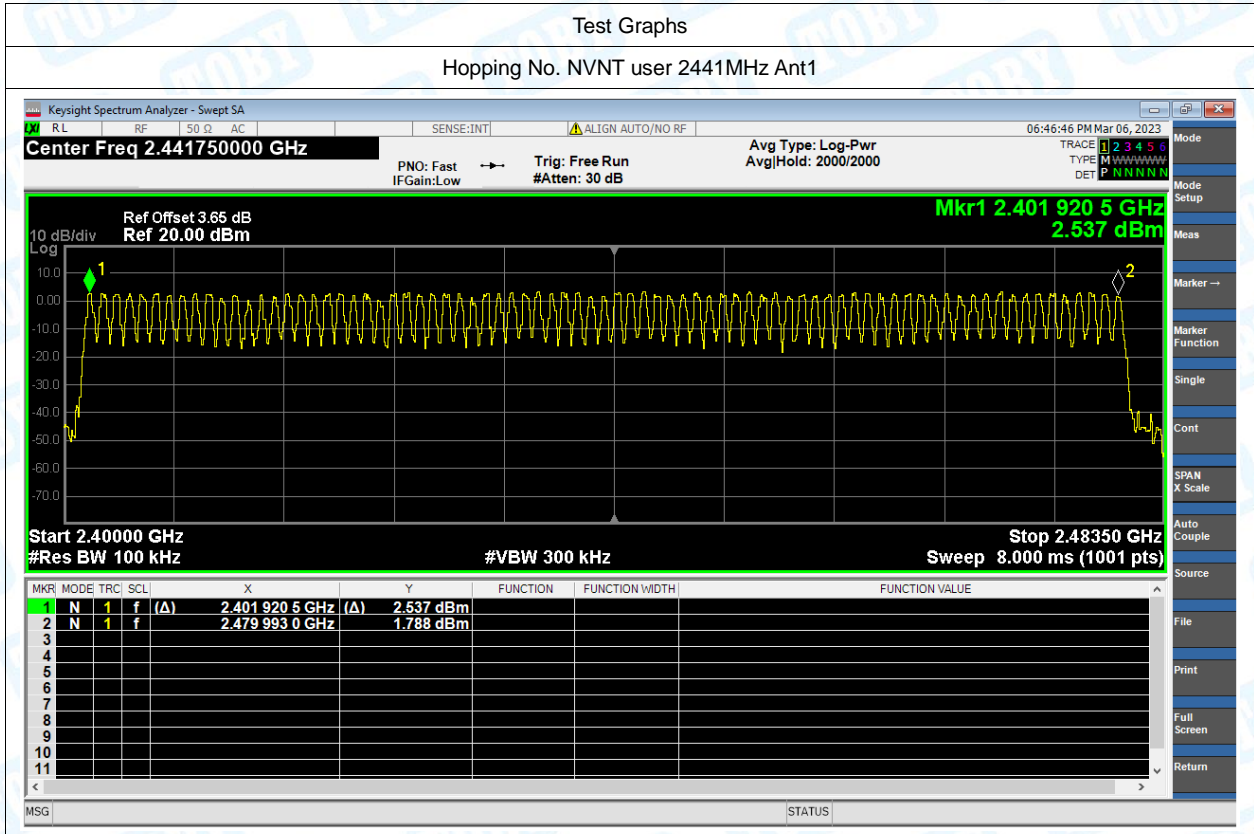 Test Graphs
Hopping No. NVNT user 2441MHz Ant1
Keysight Spectrum Analyzer - Swept SA
LXI RL RF 50 Ω AC SENSE:INT ALIGN AUTO/NO RF 06:46:46 PM Mar 06, 2023
Center Freq 2.441750000 GHz
PNO: Fast
IFGain:Low
Trig: Free Run
#Atten: 30 dB
Avg Type: Log-Pwr
Avg|Hold: 2000/2000
TRACE 1 2 3 4 5 6
TYPE M WWWWW
DET P N N N N N
Ref Offset 3.65 dB
Ref 20.00 dBm
10 dB/div
Log
Mkr1 2.401 920 5 GHz
2.537 dBm
10.0
0.00
-10.0
-20.0
-30.0
-40.0
-50.0
-60.0
-70.0
1
2
Start 2.40000 GHz
Stop 2.48350 GHz
#Res BW 100 kHz
#VBW 300 kHz
Sweep 8.000 ms (1001 pts)
MKR MODE TRC SCL X Y FUNCTION FUNCTION WIDTH FUNCTION VALUE
1 N 1 f (Δ) 2.401 920 5 GHz (Δ) 2.537 dBm
2 N 1 f 2.479 993 0 GHz 1.788 dBm
3
4
5
6
7
8
9
10
11
MSG
STATUS
Mode
Mode
Setup
Meas
Marker →
Marker
Function
Single
Cont
SPAN
X Scale
Auto
Couple
Source
File
Print
Full
Screen
Return
TOBY